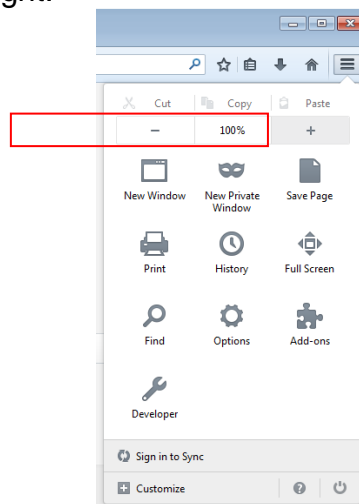 ght.
Cut Copy Paste
− 100% +
New Window New Private Save Page
Window
Print History Full Screen
Find Options Add-ons
Developer
Sign in to Sync
Customize